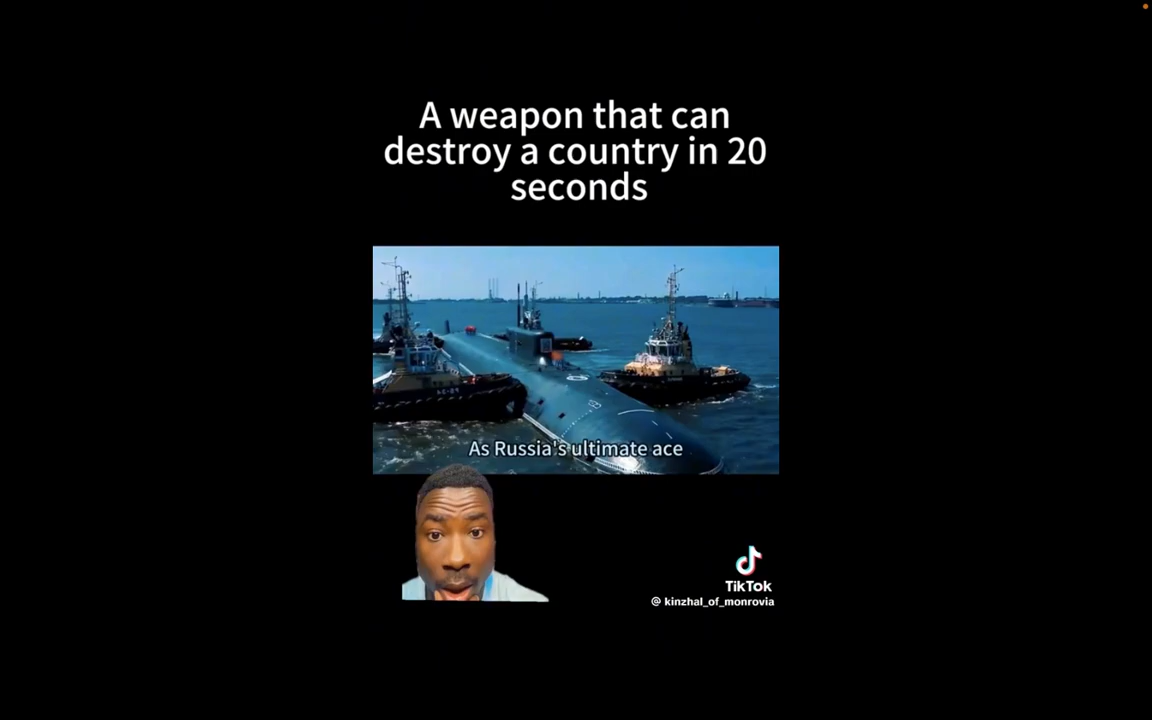 A weapon that can
destroy a country in 20
seconds
As Russia's ultimate ace
TikTok
@ kinzhal_of_monrovia